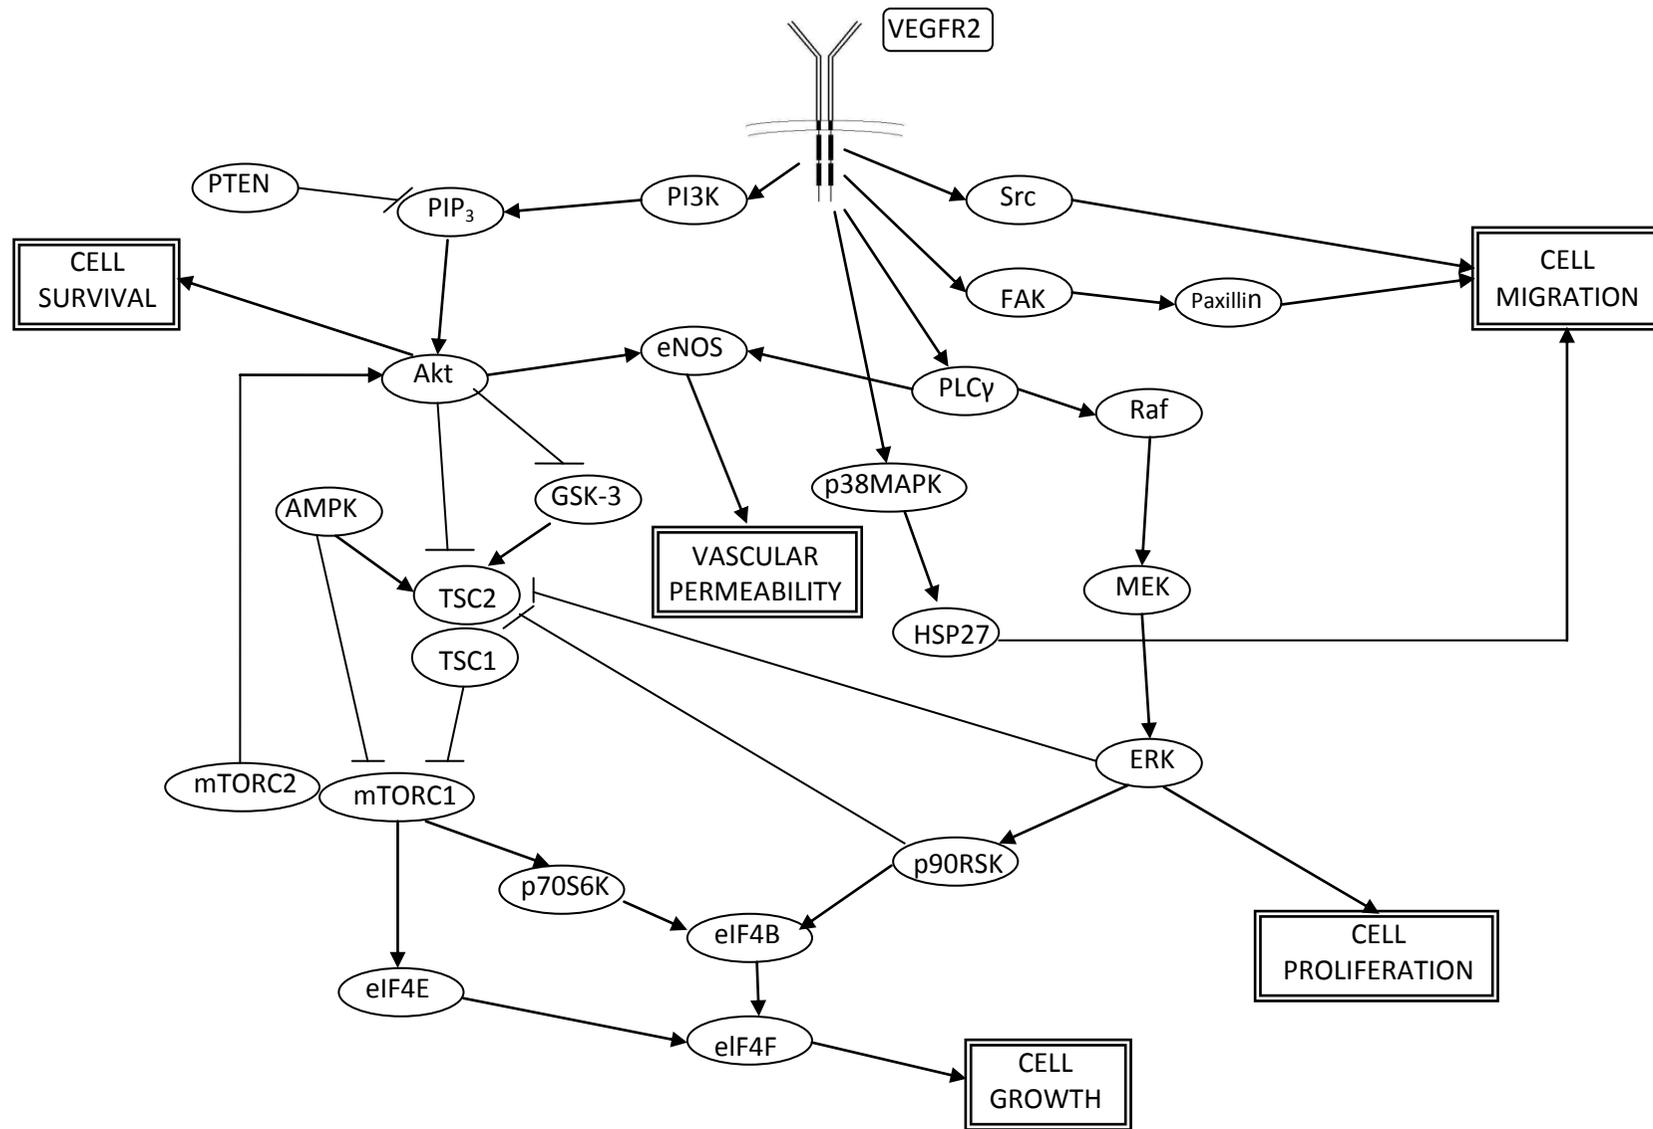 VEGFR2
PTEN
PIP₃
PI3K
Src
CELL
SURVIVAL
FAK
Paxillin
CELL
MIGRATION
Akt
eNOS
PLCγ
Raf
AMPK
GSK-3
p38MAPK
VASCULAR
PERMEABILITY
TSC2
MEK
HSP27
TSC1
mTORC2
mTORC1
ERK
p70S6K
p90RSK
eIF4B
CELL
PROLIFERATION
eIF4E
eIF4F
CELL
GROWTH